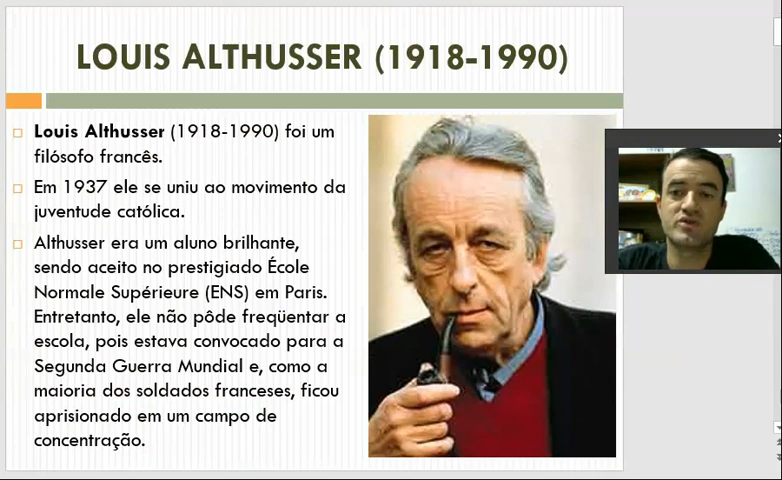 LOUIS ALTHUSSER (1918-1990)
Louis Althusser (1918-1990) foi um
filósofo francês.
Em 1937 ele se uniu ao movimento da
juventude católica.
Althusser era um aluno brilhante,
sendo aceito no prestigiado École
Normale Supérieure (ENS) em Paris.
Entretanto, ele não pôde freqüentar a
escola, pois estava convocado para a
Segunda Guerra Mundial e, como a
maioria dos soldados franceses, ficou
aprisionado em um campo de
concentração.